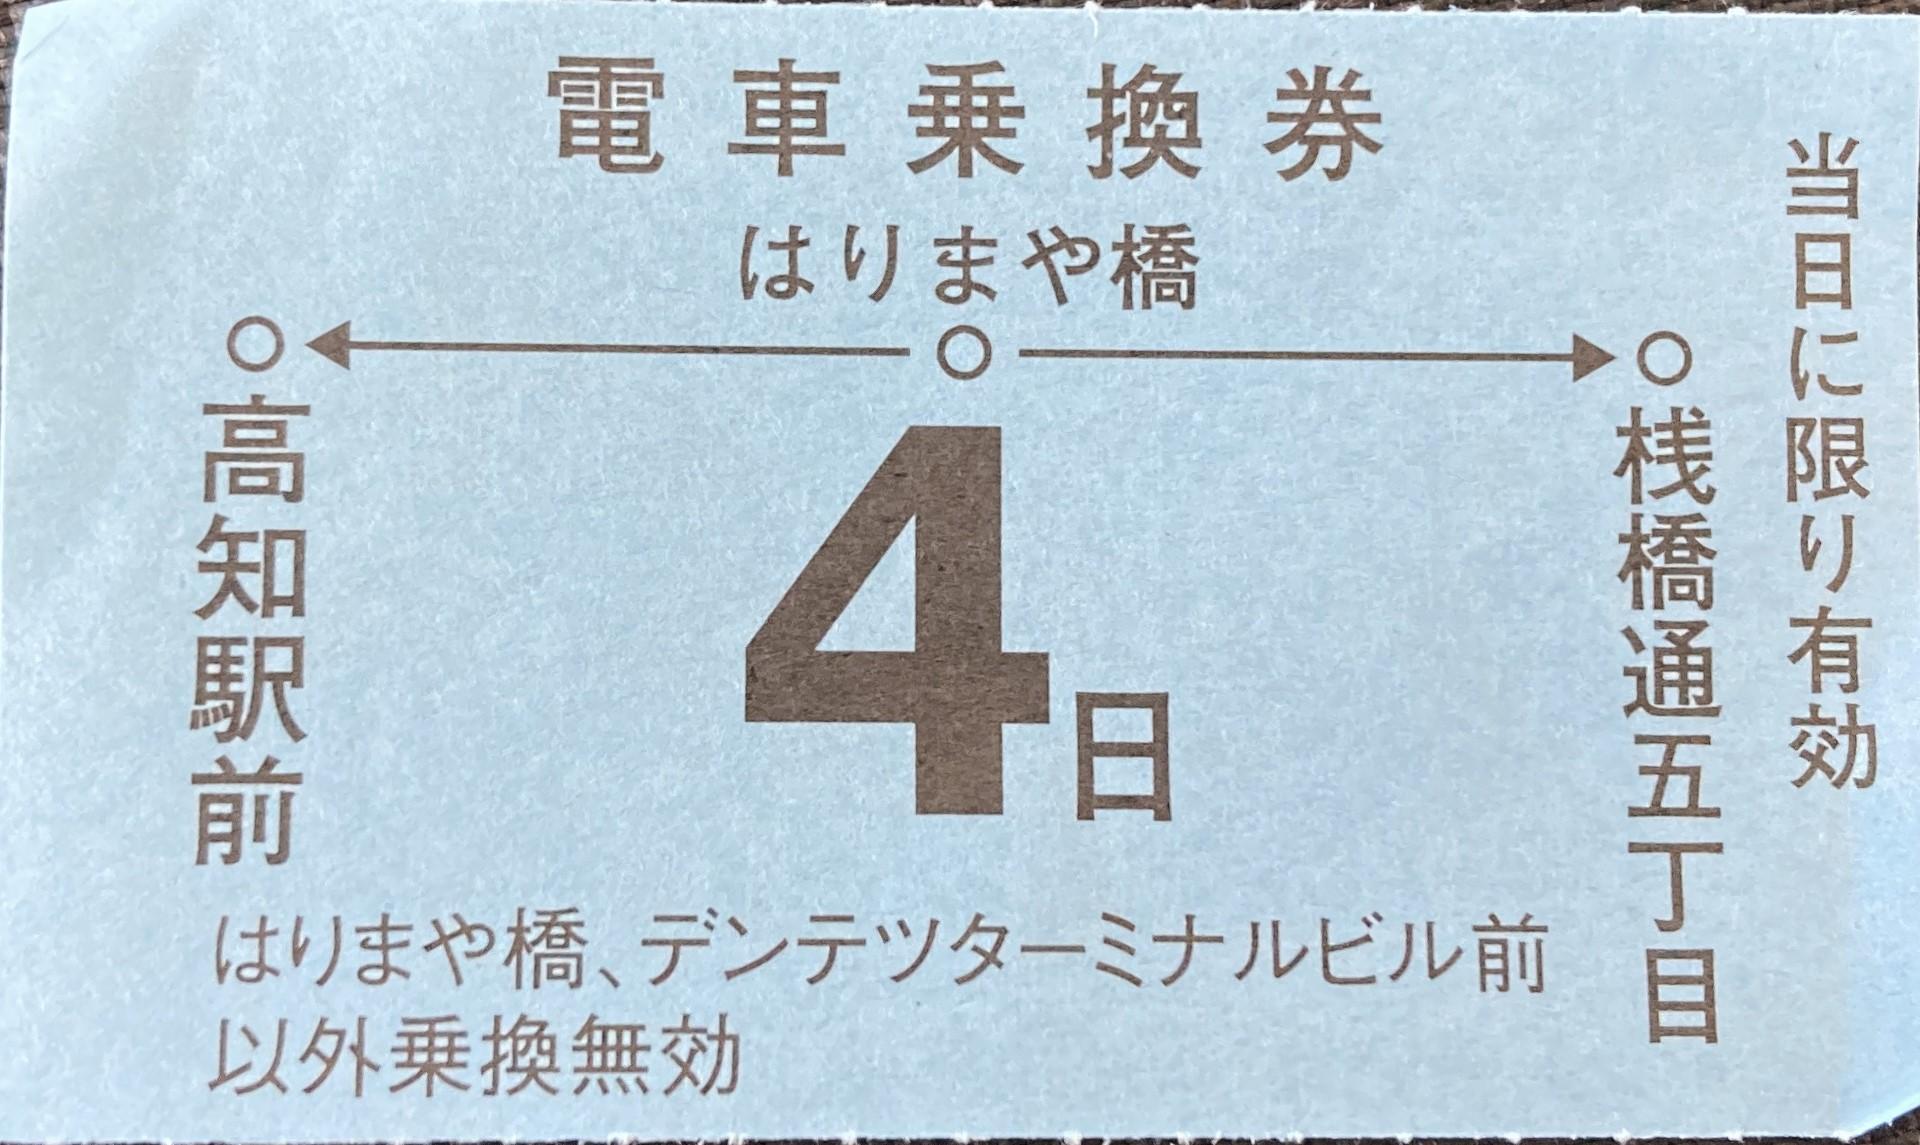 電車乗換券
はりまや橋
高知駅前
4日
桟橋通五丁目
当日に限り有効
はりまや橋、デンテツターミナルビル前
以外乗換無効